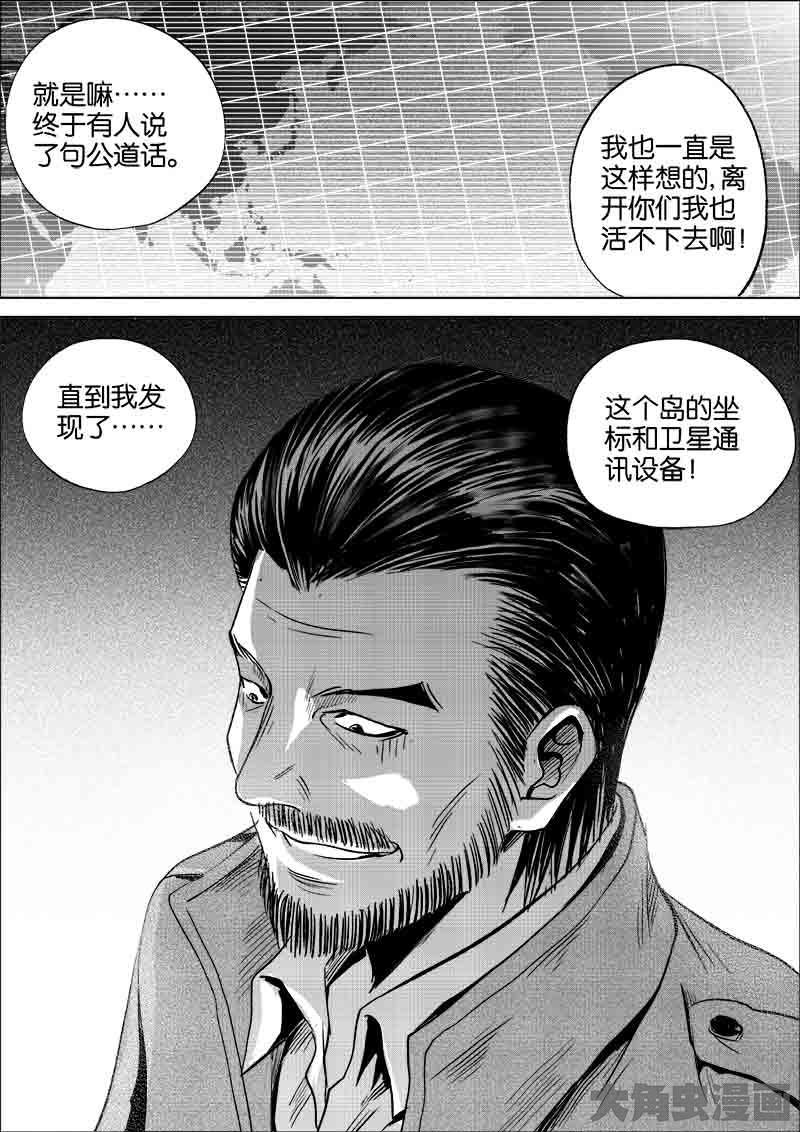 就是嘛……
终于有人说
了句公道话。
我也一直是
这样想的,离
开你们我也
活不下去啊!
直到我发
现了……
这个岛的坐
标和卫星通
讯设备!
大角虫漫画